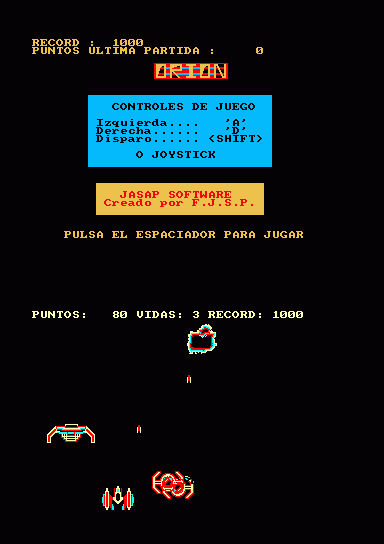 RECORD : 1000
PUNTOS ULTIMA PARTIDA : 0
ORION
CONTROLES DE JUEGO
Izquierda.... 'A'
Derecha...... 'D'
Disparo...... <SHIFT>
O JOYSTICK
JASAP SOFTWARE
Creado por F.J.S.P.
PULSA EL ESPACIADOR PARA JUGAR
PUNTOS: 80 VIDAS: 3 RECORD: 1000